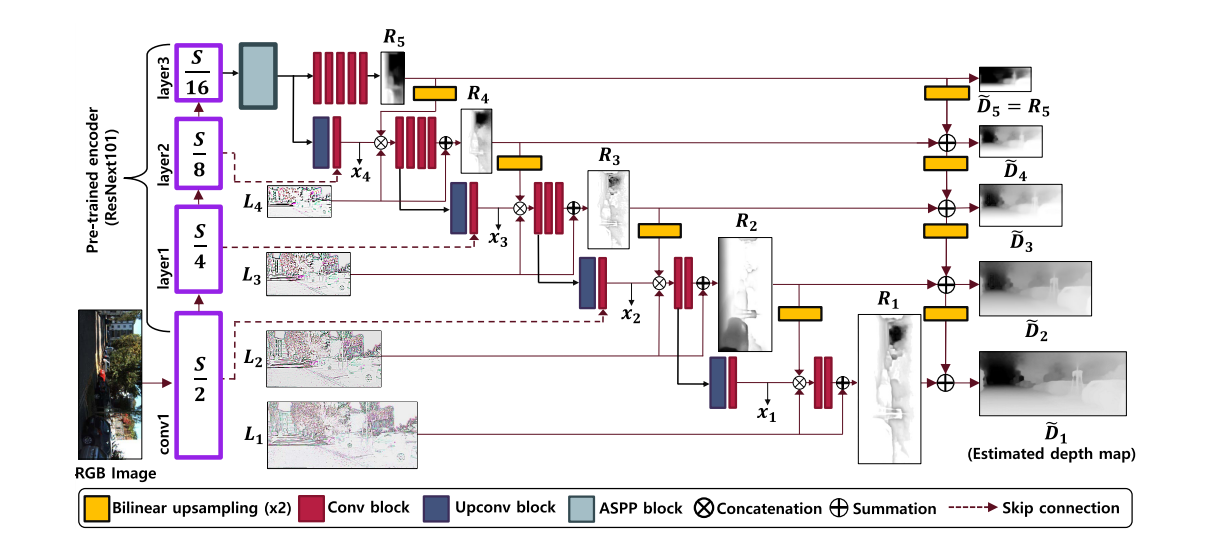 Pre-trained encoder
(ResNext101)
layer3
S/16
layer2
S/8
layer1
S/4
conv1
S/2
RGB Image
R5
R4
R3
R2
R1
x4
x3
x2
x1
L4
L3
L2
L1
D̃5 = R5
D̃4
D̃3
D̃2
D̃1
(Estimated depth map)
Bilinear upsampling (x2)
Conv block
Upconv block
ASPP block
Concatenation
Summation
Skip connection